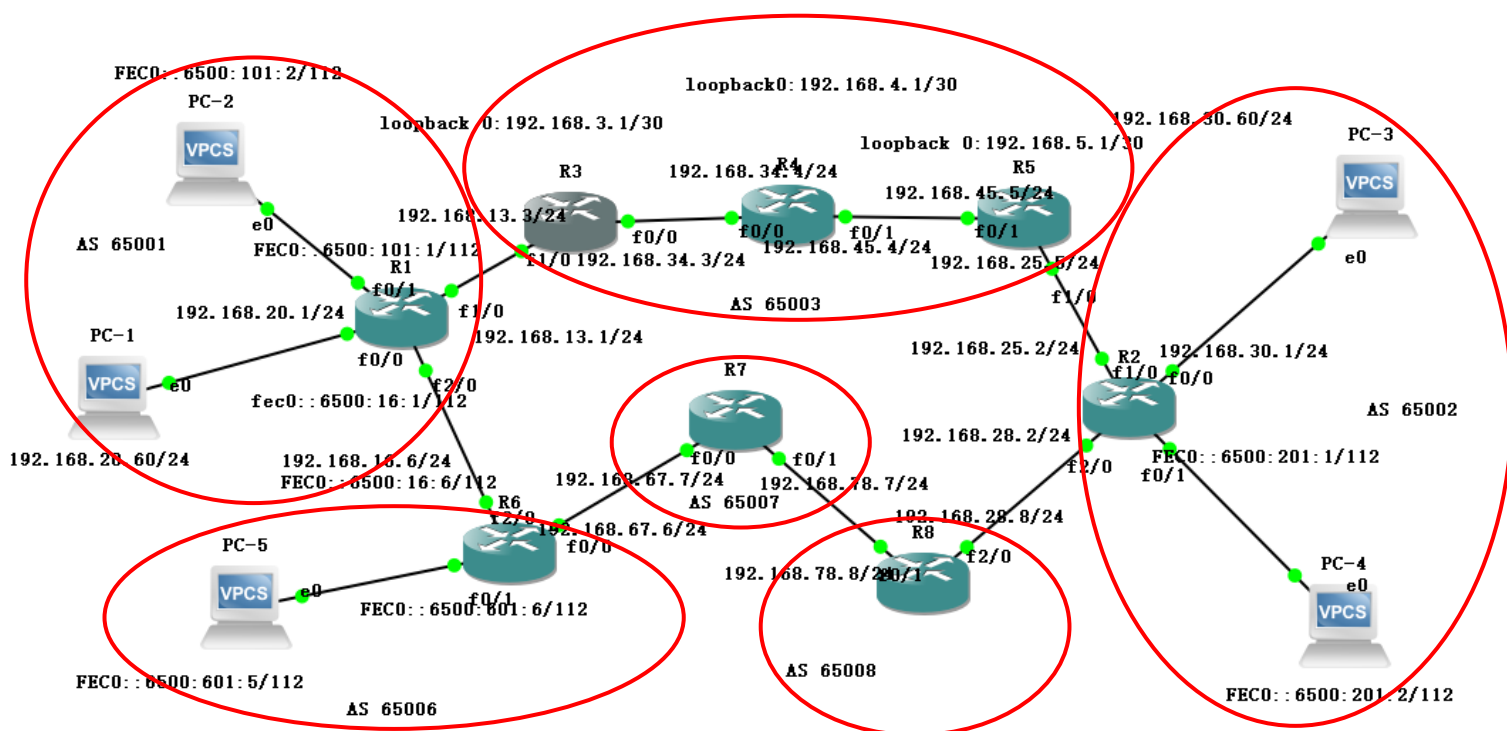 FEC0::6500:101:2/112
PC-2
VPCS
e0
AS 65001
FEC0::6500:101:1/112
R1
f0/1
192.168.20.1/24
f1/0
192.168.13.1/24
PC-1
VPCS
e0
f0/0
f2/0
fec0::6500:16:1/112
192.168.20.60/24
192.168.16.6/24
FEC0::6500:16:6/112
loopback0:192.168.4.1/30
loopback 0:192.168.3.1/30
loopback 0:192.168.5.1/30
R3
192.168.34.4/24
R4
R5
192.168.13.3/24
192.168.45.5/24
f0/0
f0/0
f0/1
f0/1
f1/0
192.168.34.3/24
192.168.45.4/24
192.168.25.5/24
f1/0
AS 65003
192.168.30.60/24
PC-3
VPCS
e0
192.168.25.2/24
R2
192.168.30.1/24
f1/0
f0/0
AS 65002
192.168.28.2/24
f2/0
FEC0::6500:201:1/112
f0/1
R7
f0/0
f0/1
192.168.67.7/24
192.168.78.7/24
AS 65007
R6
f2/0
192.168.67.6/24
f0/0
192.168.28.8/24
R8
f2/0
192.168.78.8/24
f0/1
PC-5
VPCS
e0
f0/1
FEC0::6500:601:6/112
FEC0::6500:601:5/112
AS 65006
AS 65008
PC-4
e0
VPCS
FEC0::6500:201:2/112